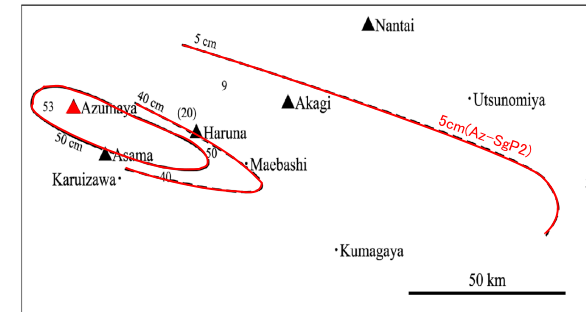 Nantai
5 cm
9
Utsunomiya
40 cm
53
Azumaya
Akagi
(20)
Haruna
5cm(Az-SgP2)
50 cm
Asama
50
Maebashi
Karuizawa
40
Kumagaya
50 km